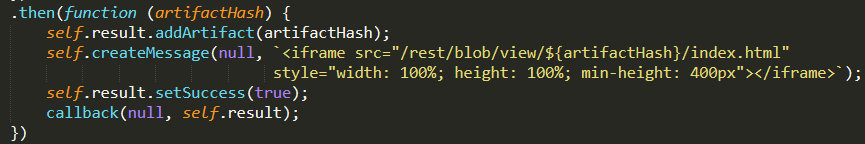 .then(function (artifactHash) {
self.result.addArtifact(artifactHash);
self.createMessage(null, `<iframe src="/rest/blob/view/${artifactHash}/index.html"
style="width: 100%; height: 100%; min-height: 400px"></iframe>`);
self.result.setSuccess(true);
callback(null, self.result);
})